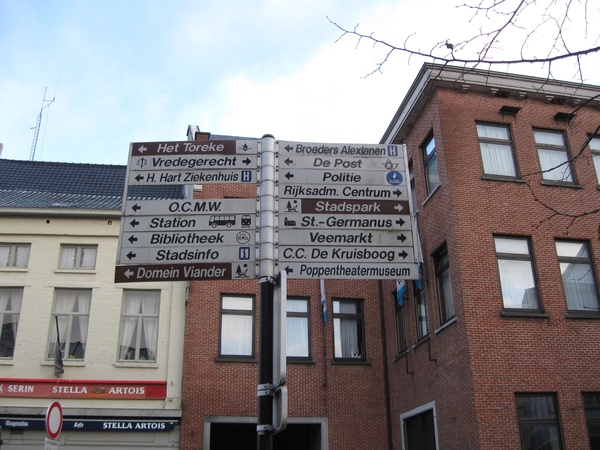 Het Toreke
Vredegerecht
H. Hart Ziekenhuis H
O.C.M.W.
Station
Bibliotheek
Stadsinfo i
Domein Viander
Broeders Alexianen H
De Post
Politie
Rijksadm. Centrum
Stadspark
St.-Germanus
Veemarkt
C.C. De Kruisboog
Poppentheatermuseum
SERIN STELLA ARTOIS
STELLA ARTOIS